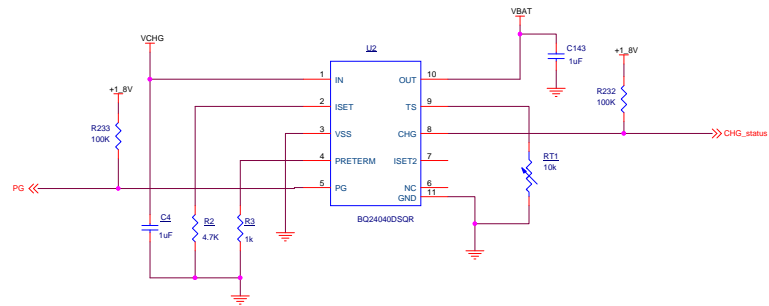 VBAT
VCHG
U2
C143
1uF
+1_8V
1 IN OUT 10
+1_8V
R232
100K
2 ISET TS 9
R233
100K
3 VSS CHG 8
CHG_status
4 PRETERM ISET2 7
RT1
10k
PG
5 PG NC 6
GND 11
C4
1uF
R2
4.7K
R3
1k
BQ24040DSQR